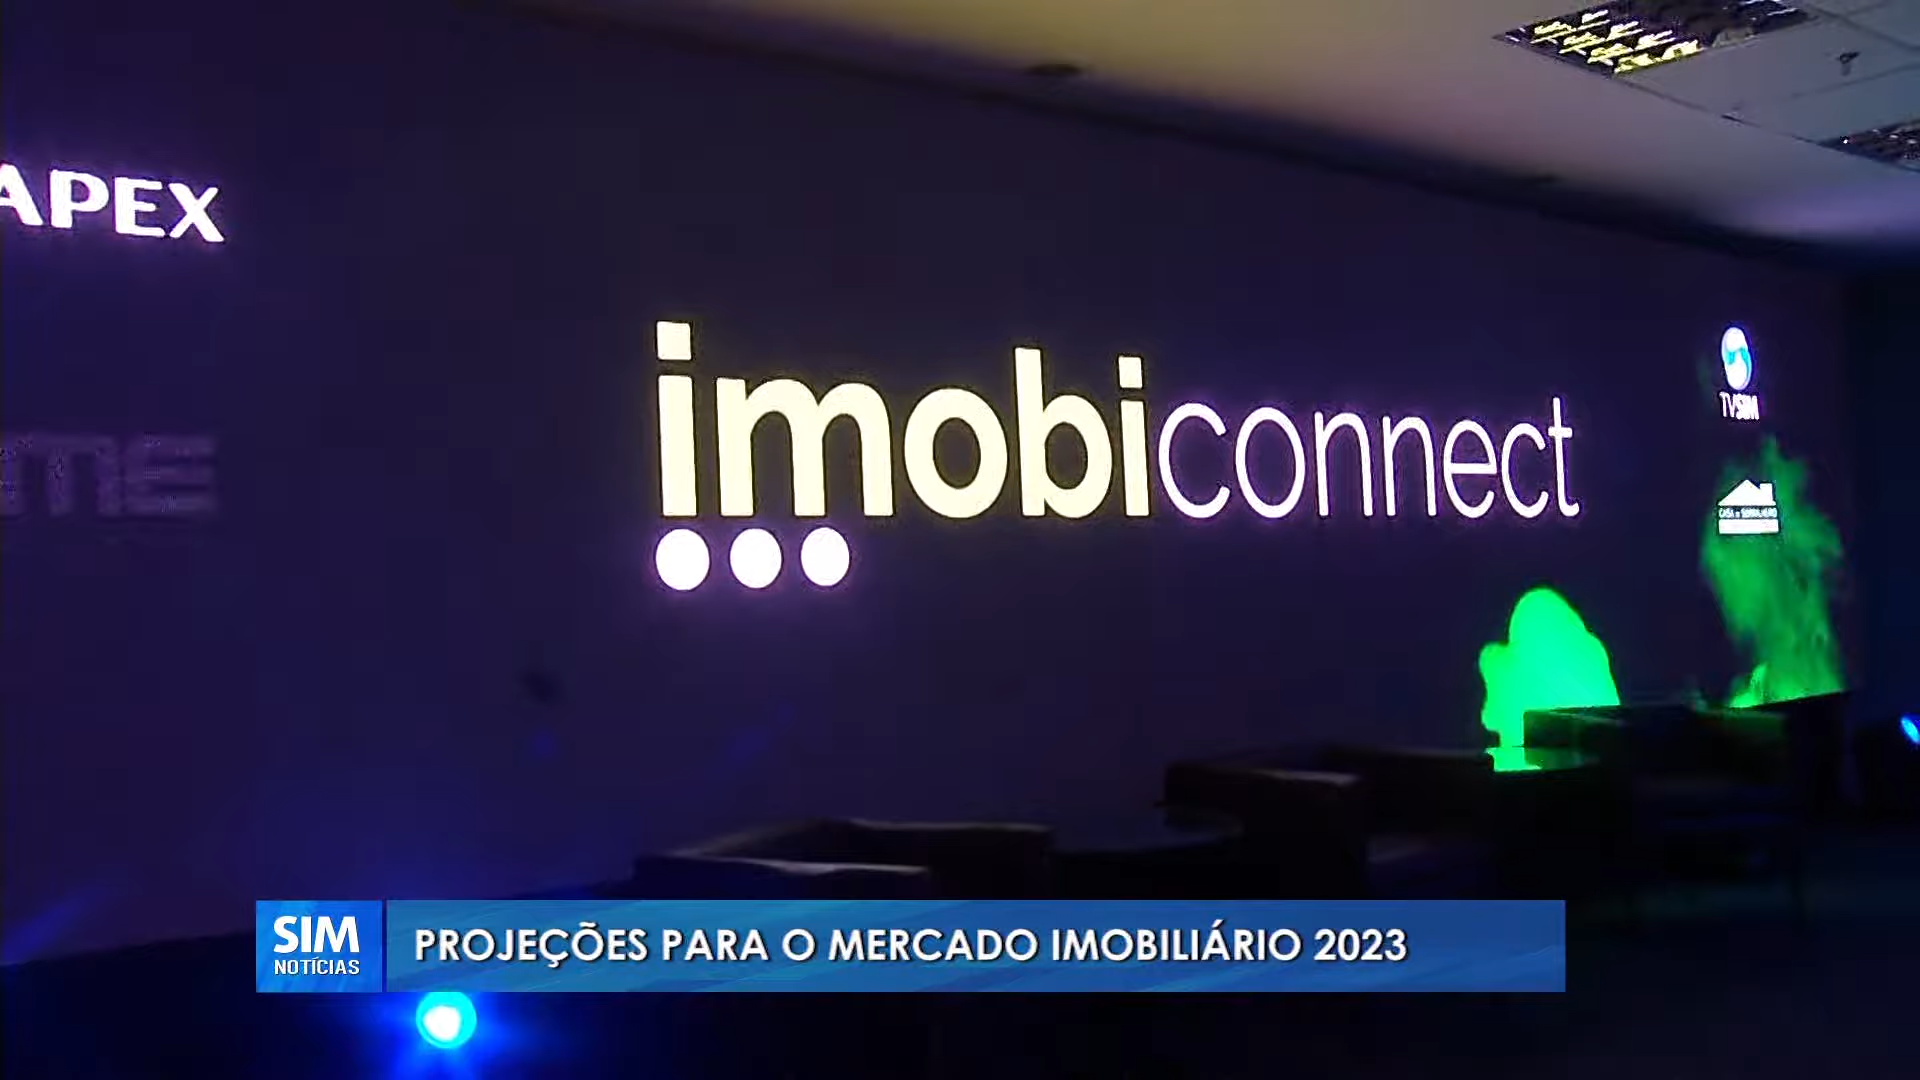 APEX
imobiconnect
TVSIM
SIM
NOTÍCIAS
PROJEÇÕES PARA O MERCADO IMOBILIÁRIO 2023